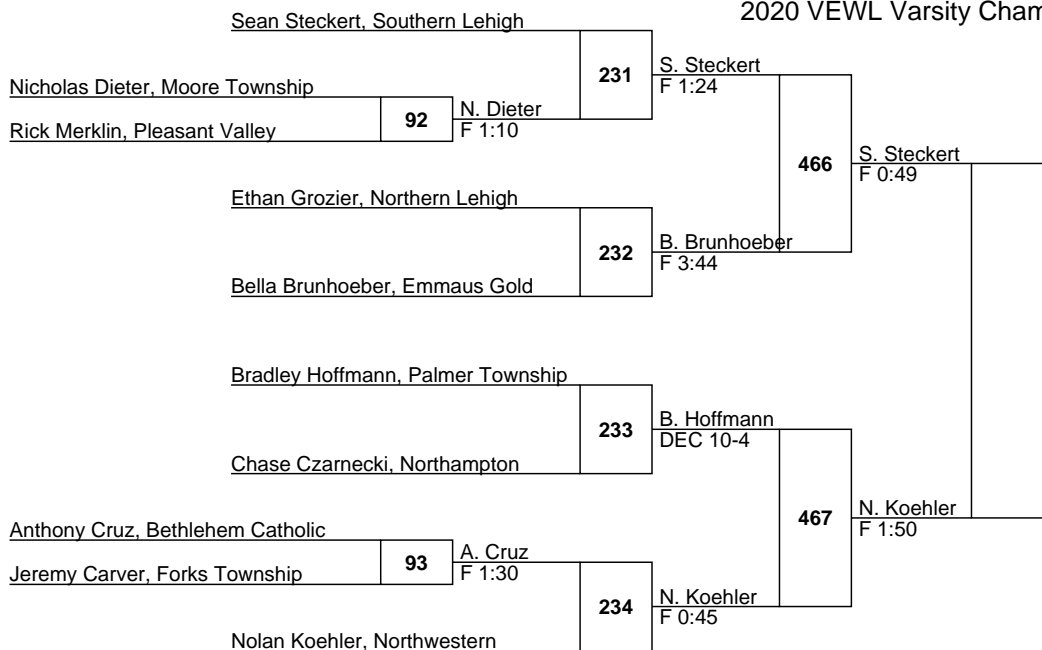 2020 VEWL Varsity Cham
Sean Steckert, Southern Lehigh
231
S. Steckert
F 1:24
Nicholas Dieter, Moore Township
92
N. Dieter
F 1:10
Rick Merklin, Pleasant Valley
466
S. Steckert
F 0:49
Ethan Grozier, Northern Lehigh
232
B. Brunhoeber
F 3:44
Bella Brunhoeber, Emmaus Gold
Bradley Hoffmann, Palmer Township
233
B. Hoffmann
DEC 10-4
Chase Czarnecki, Northampton
467
N. Koehler
F 1:50
Anthony Cruz, Bethlehem Catholic
93
A. Cruz
F 1:30
Jeremy Carver, Forks Township
234
N. Koehler
F 0:45
Nolan Koehler, Northwestern